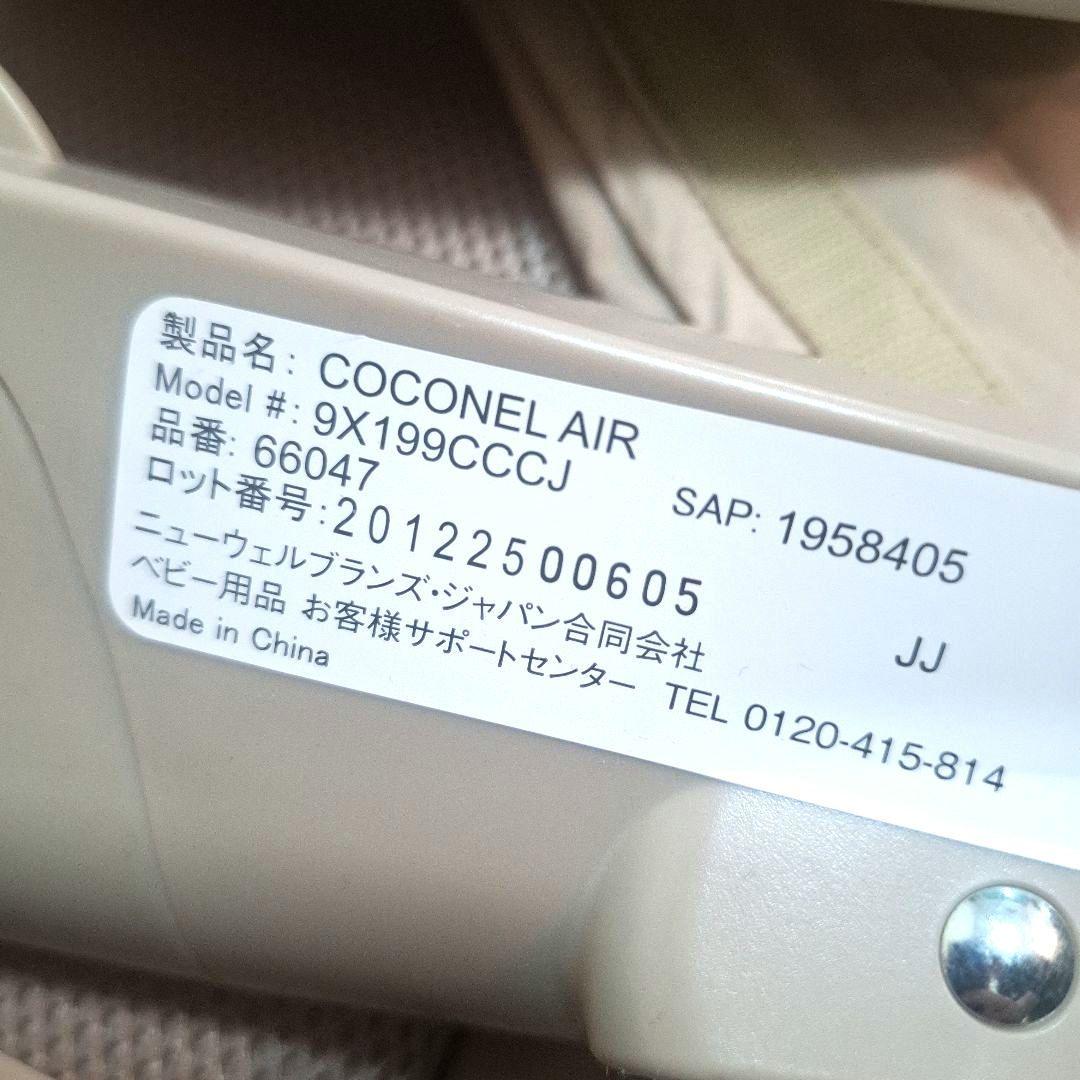 製品名: COCONEL AIR
Model #: 9X199CCCJ
品番: 66047 SAP: 1958405
ロット番号:20122500605
ニューウェルブランズ・ジャパン合同会社 JJ
ベビー用品 お客様サポートセンター TEL 0120-415-814
Made in China